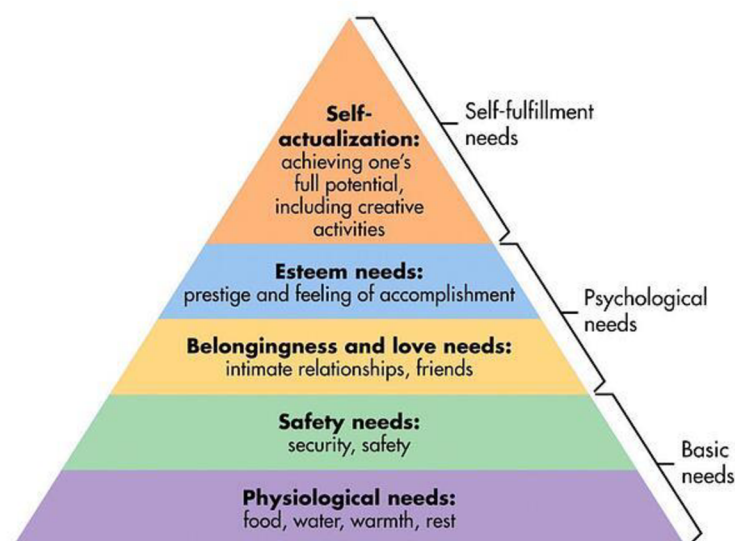 Self-
actualization:
achieving one's
full potential,
including creative
activities
Self-fulfillment
needs
Esteem needs:
prestige and feeling of accomplishment
Belongingness and love needs:
intimate relationships, friends
Psychological
needs
Safety needs:
security, safety
Physiological needs:
food, water, warmth, rest
Basic
needs